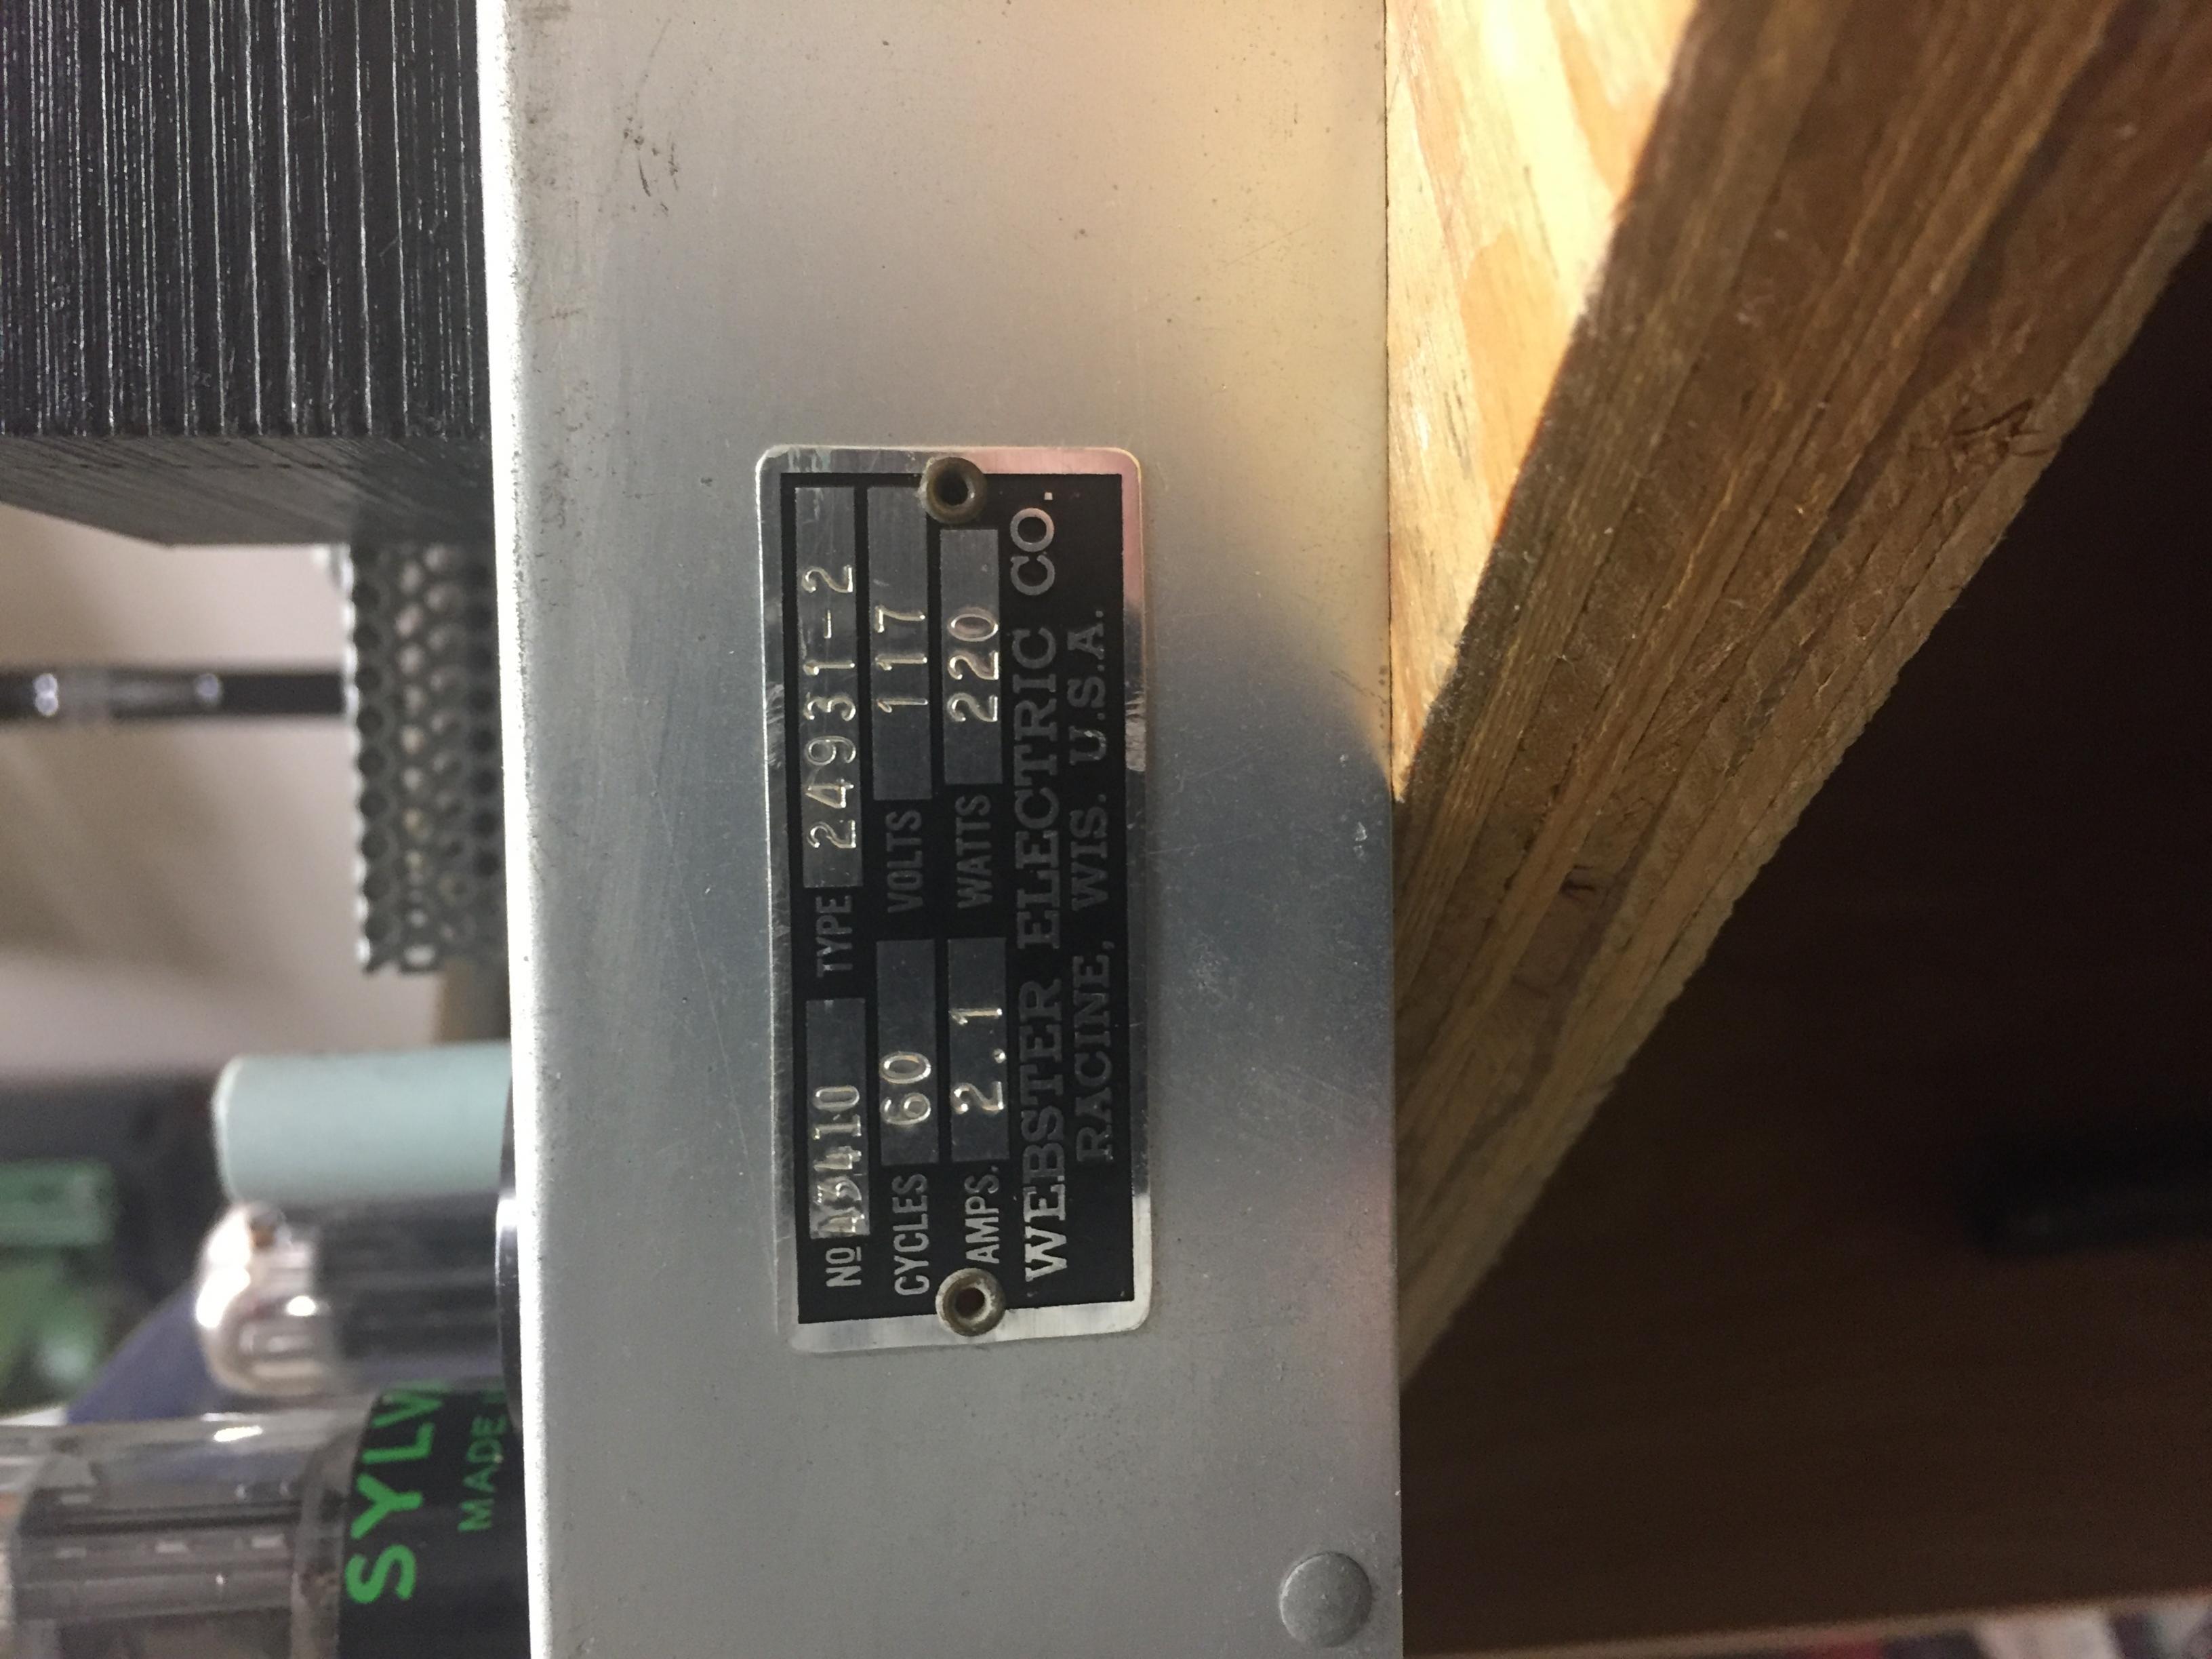 Nº A3410 TYPE 24931-2
CYCLES 60 VOLTS 117
AMPS. 2.1 WATTS 220
WEBSTER ELECTRIC CO.
RACINE, WIS. U.S.A.
SYLV
MADE